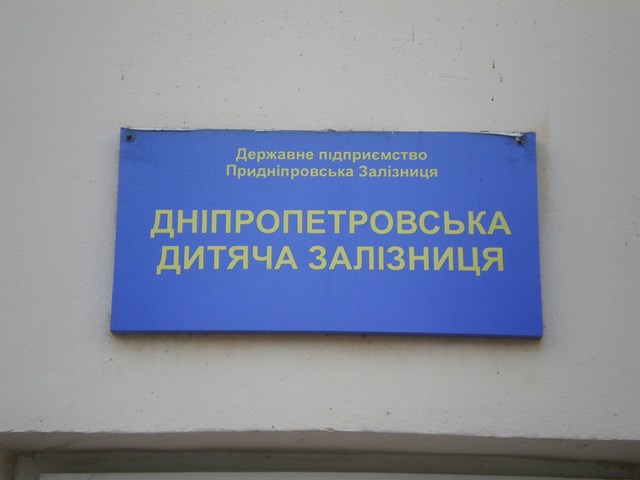 Державне підприємство
Придніпровська Залізниця
ДНІПРОПЕТРОВСЬКА
ДИТЯЧА ЗАЛІЗНИЦЯ